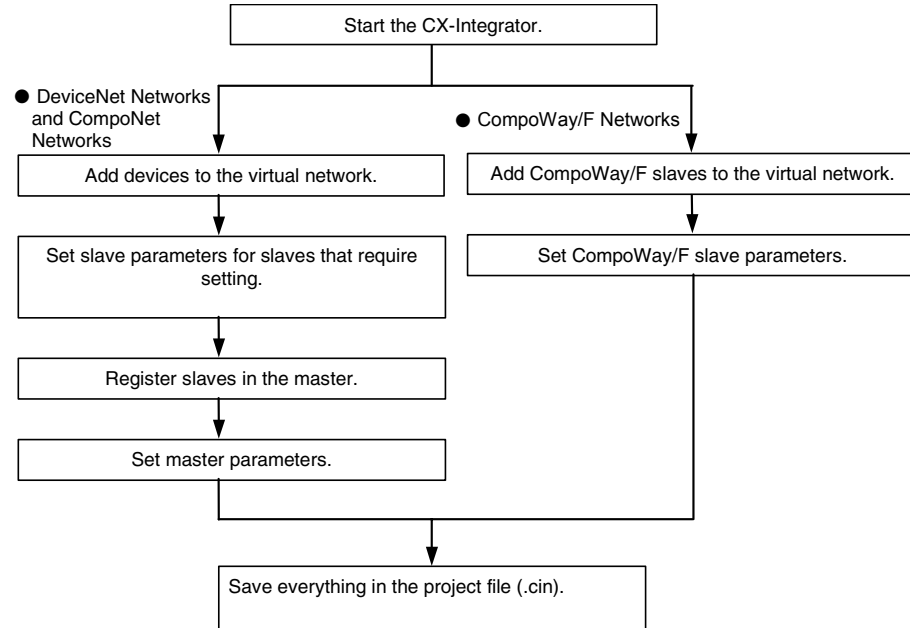 Start the CX-Integrator.
● DeviceNet Networks
and CompoNet
Networks
Add devices to the virtual network.
Set slave parameters for slaves that require
setting.
Register slaves in the master.
Set master parameters.
● CompoWay/F Networks
Add CompoWay/F slaves to the virtual network.
Set CompoWay/F slave parameters.
Save everything in the project file (.cin).